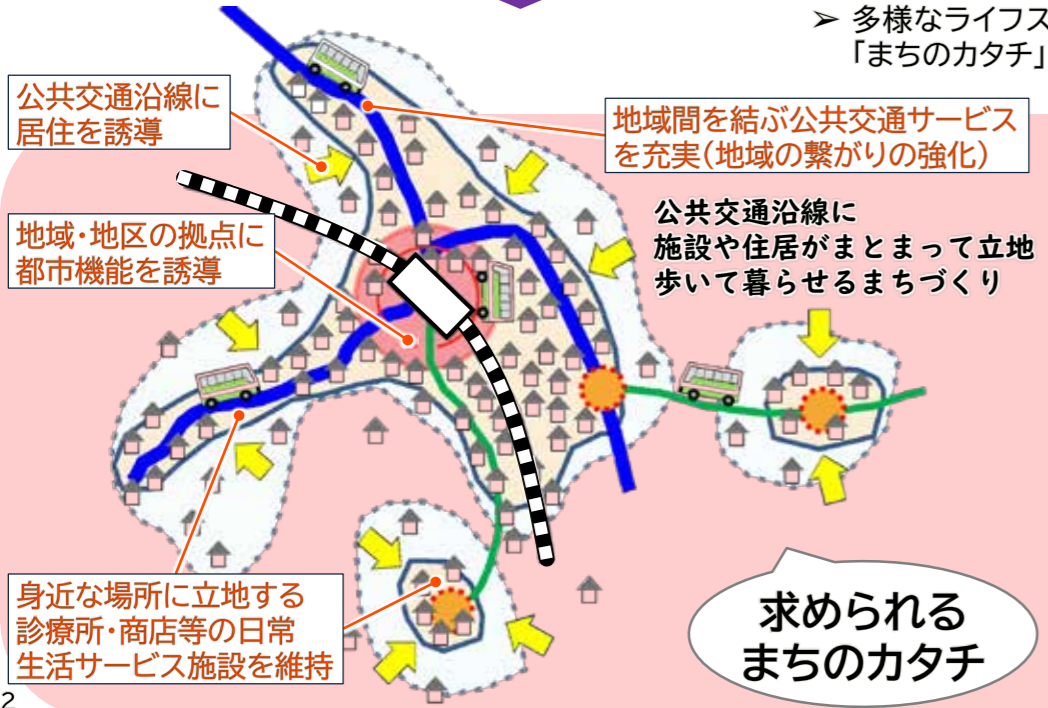 ➢ 多様なライフス
「まちのカタチ」
公共交通沿線に
居住を誘導
地域間を結ぶ公共交通サービス
を充実(地域の繋がりの強化)
地域・地区の拠点に
都市機能を誘導
公共交通沿線に
施設や住居がまとまって立地
歩いて暮らせるまちづくり
身近な場所に立地する
診療所・商店等の日常
生活サービス施設を維持
求められる
まちのカタチ
2